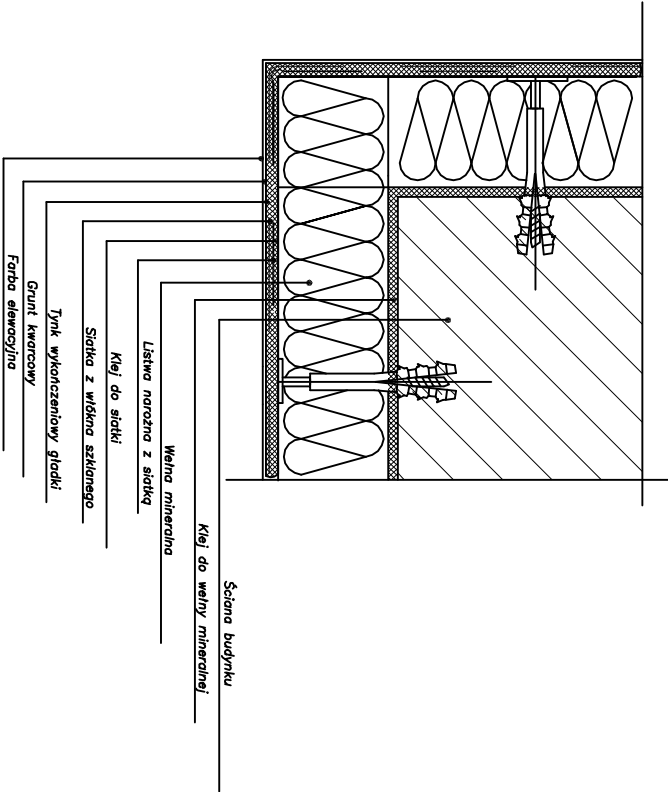 Ściana budynku
Klej do wełny mineralnej
Wełna mineralna
Listwa narożna z siatką
Klej do siatki
Siatka z włókna szklanego
Tynk wykończeniowy gładki
Grunt kwarcowy
Farba elewacyjna